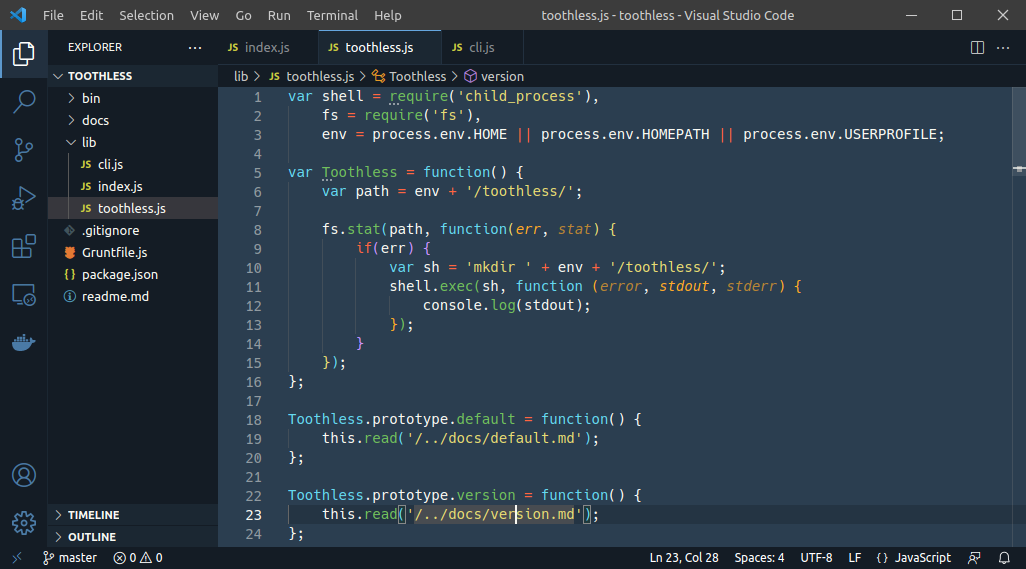 File Edit Selection View Go Run Terminal Help toothless.js - toothless - Visual Studio Code
EXPLORER ···
JS index.js JS toothless.js JS cli.js ···
TOOTHLESS
lib > JS toothless.js > Toothless > version
bin
docs
lib
JS cli.js
JS index.js
JS toothless.js
.gitignore
Gruntfile.js
{} package.json
readme.md
TIMELINE
OUTLINE
1 var shell = require('child_process'),
2     fs = require('fs'),
3     env = process.env.HOME || process.env.HOMEPATH || process.env.USERPROFILE;
4
5 var Toothless = function() {
6     var path = env + '/toothless/';
7
8     fs.stat(path, function(err, stat) {
9         if(err) {
10             var sh = 'mkdir ' + env + '/toothless/';
11             shell.exec(sh, function (error, stdout, stderr) {
12                 console.log(stdout);
13             });
14         }
15     });
16 };
17
18 Toothless.prototype.default = function() {
19     this.read('/../docs/default.md');
20 };
21
22 Toothless.prototype.version = function() {
23     this.read('/../docs/version.md');
24 };
master 0 0 Ln 23, Col 28 Spaces: 4 UTF-8 LF {} JavaScript